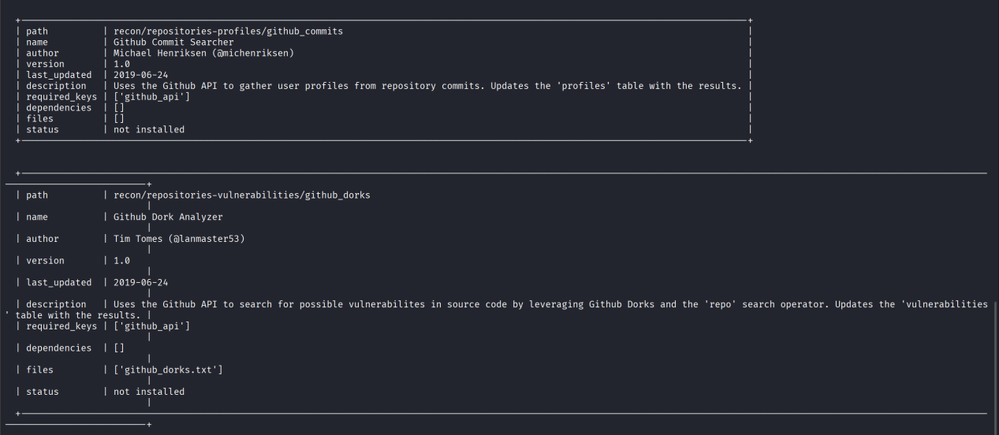 | path | recon/repositories-profiles/github_commits |
| name | Github Commit Searcher |
| author | Michael Henriksen (@michenriksen) |
| version | 1.0 |
| last_updated | 2019-06-24 |
| description | Uses the Github API to gather user profiles from repository commits. Updates the 'profiles' table with the results. |
| required_keys | ['github_api'] |
| dependencies | [] |
| files | [] |
| status | not installed |
| path | recon/repositories-vulnerabilities/github_dorks
|
| name | Github Dork Analyzer
|
| author | Tim Tomes (@lanmaster53)
|
| version | 1.0
|
| last_updated | 2019-06-24
|
| description | Uses the Github API to search for possible vulnerabilites in source code by leveraging Github Dorks and the 'repo' search operator. Updates the 'vulnerabilities
' table with the results. |
| required_keys | ['github_api']
|
| dependencies | []
|
| files | ['github_dorks.txt']
|
| status | not installed
|